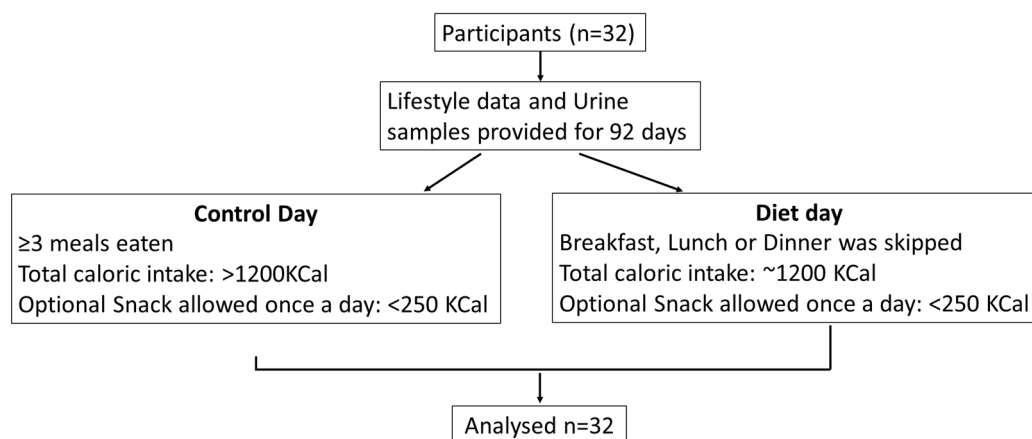 Participants (n=32)
Lifestyle data and Urine
samples provided for 92 days
Control Day
≥3 meals eaten
Total caloric intake: >1200KCal
Optional Snack allowed once a day: <250 KCal
Diet day
Breakfast, Lunch or Dinner was skipped
Total caloric intake: ~1200 KCal
Optional Snack allowed once a day: <250 KCal
Analysed n=32